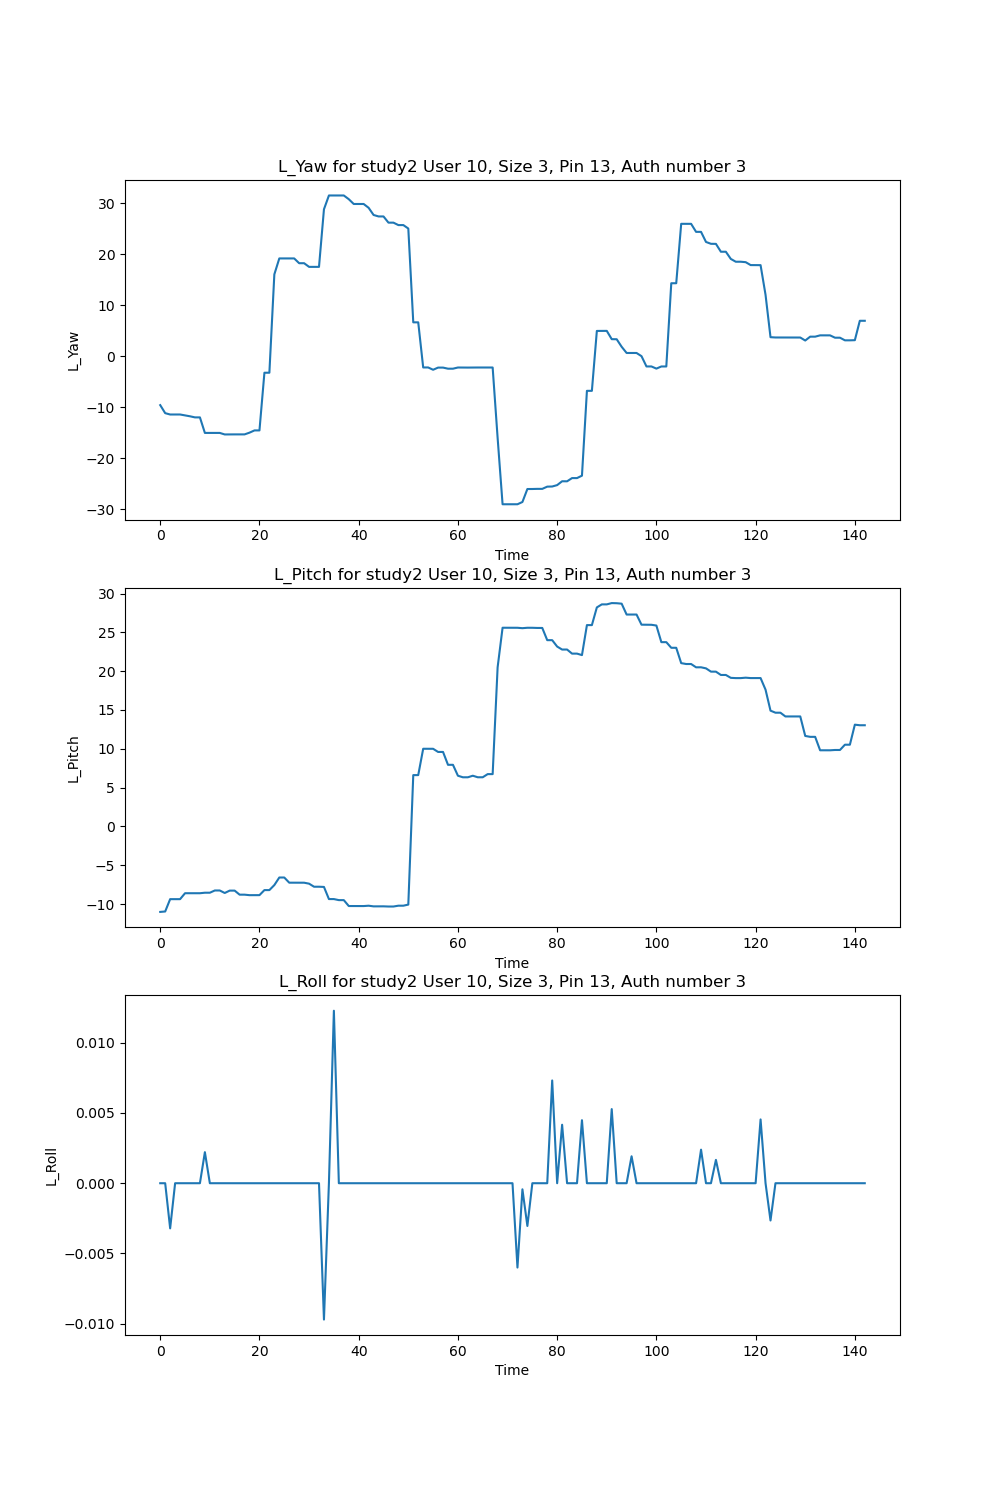 L_Yaw for study2 User 10, Size 3, Pin 13, Auth number 3
30
20
10
0
−10
−20
−30
L_Yaw
0 20 40 60 80 100 120 140
Time
L_Pitch for study2 User 10, Size 3, Pin 13, Auth number 3
30
25
20
15
10
5
0
−5
−10
L_Pitch
0 20 40 60 80 100 120 140
Time
L_Roll for study2 User 10, Size 3, Pin 13, Auth number 3
0.010
0.005
0.000
−0.005
−0.010
L_Roll
0 20 40 60 80 100 120 140
Time